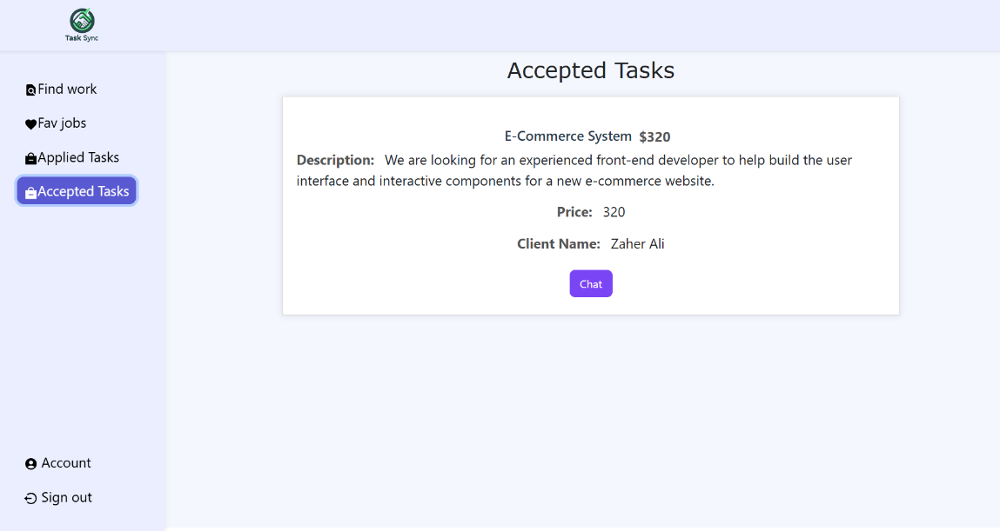 Task Sync
Find work
Fav jobs
Applied Tasks
Accepted Tasks
Account
Sign out
Accepted Tasks
E-Commerce System $320
Description: We are looking for an experienced front-end developer to help build the user
interface and interactive components for a new e-commerce website.
Price: 320
Client Name: Zaher Ali
Chat